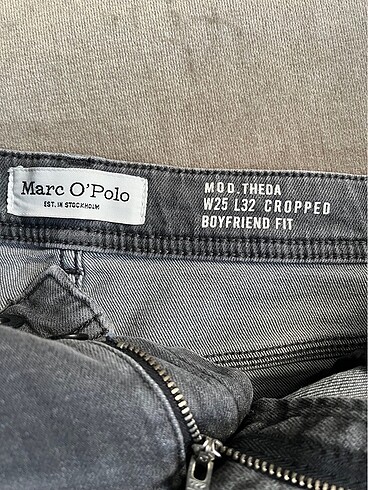 Marc O'Polo
EST. IN STOCKHOLM
MOD.THEDA
W25 L32 CROPPED
BOYFRIEND FIT